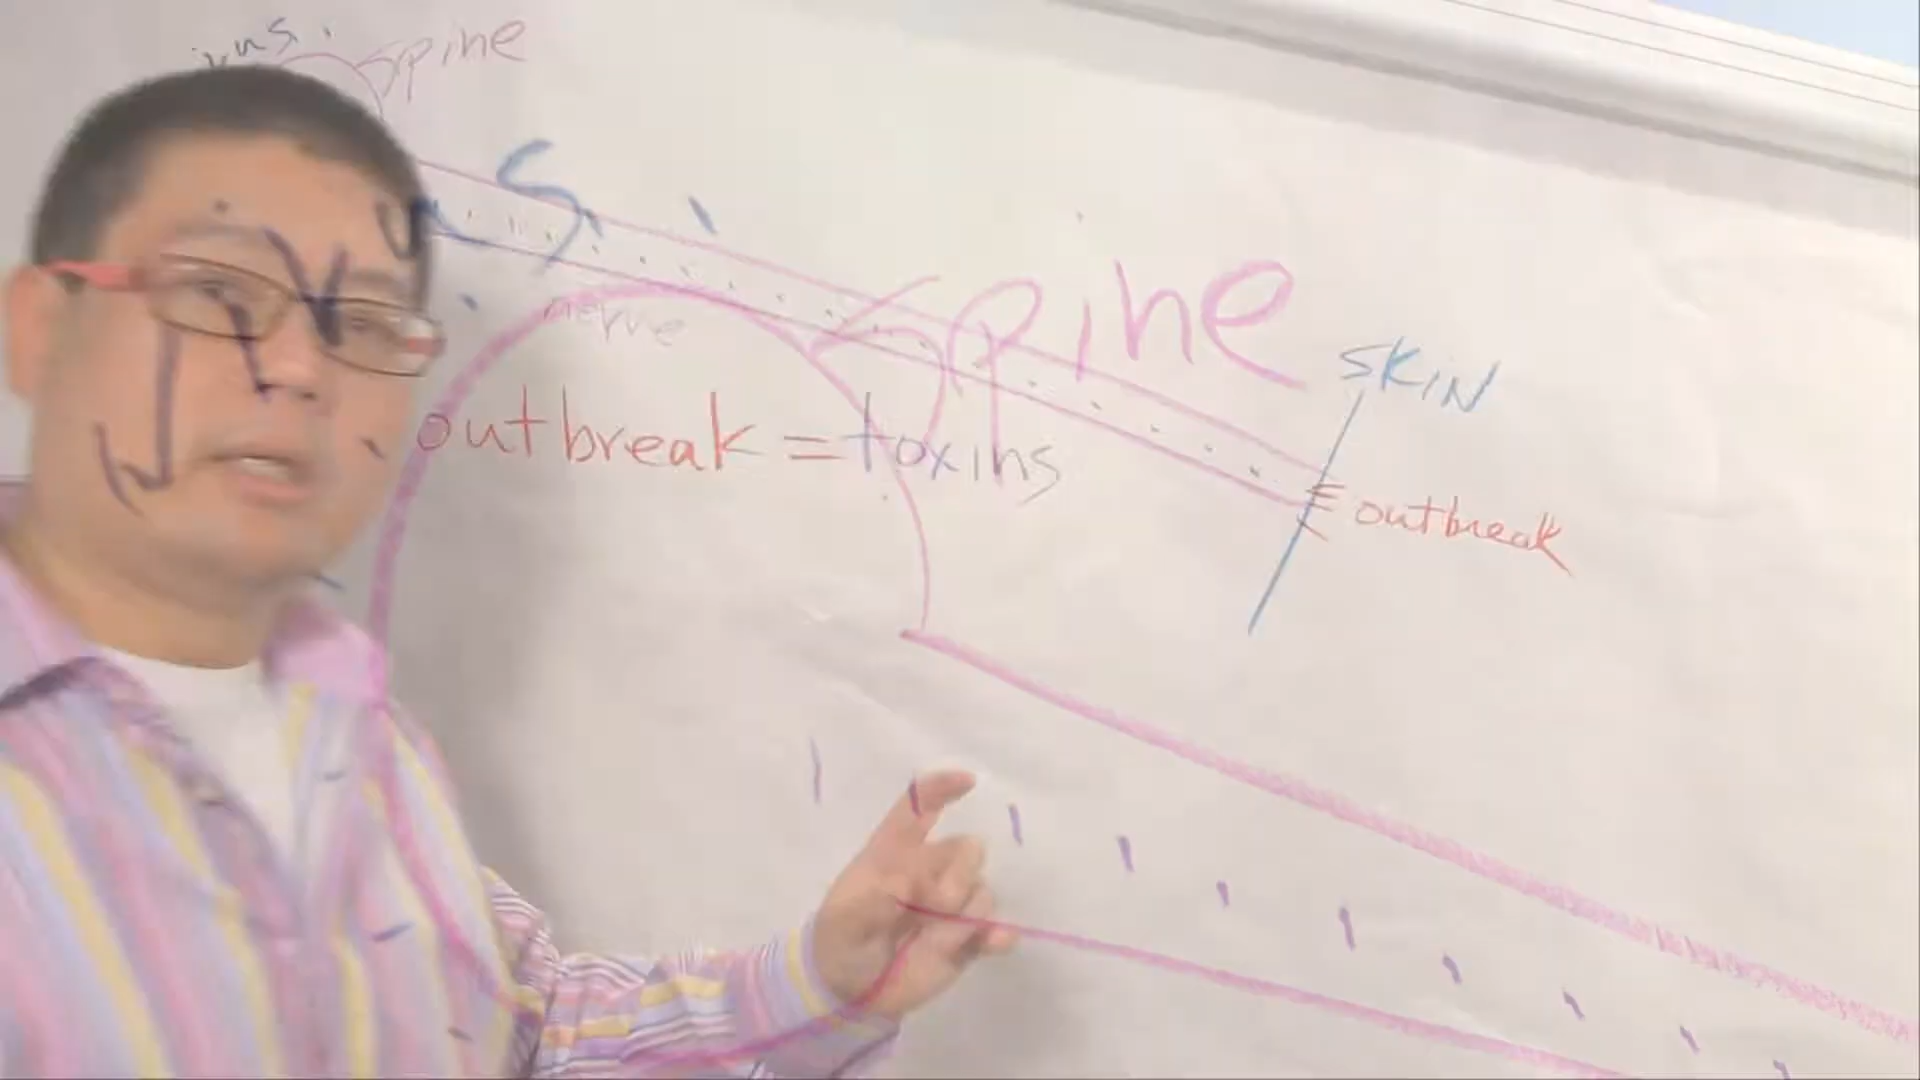 spine
spine
nerve
SKIN
outbreak = toxins
outbreak